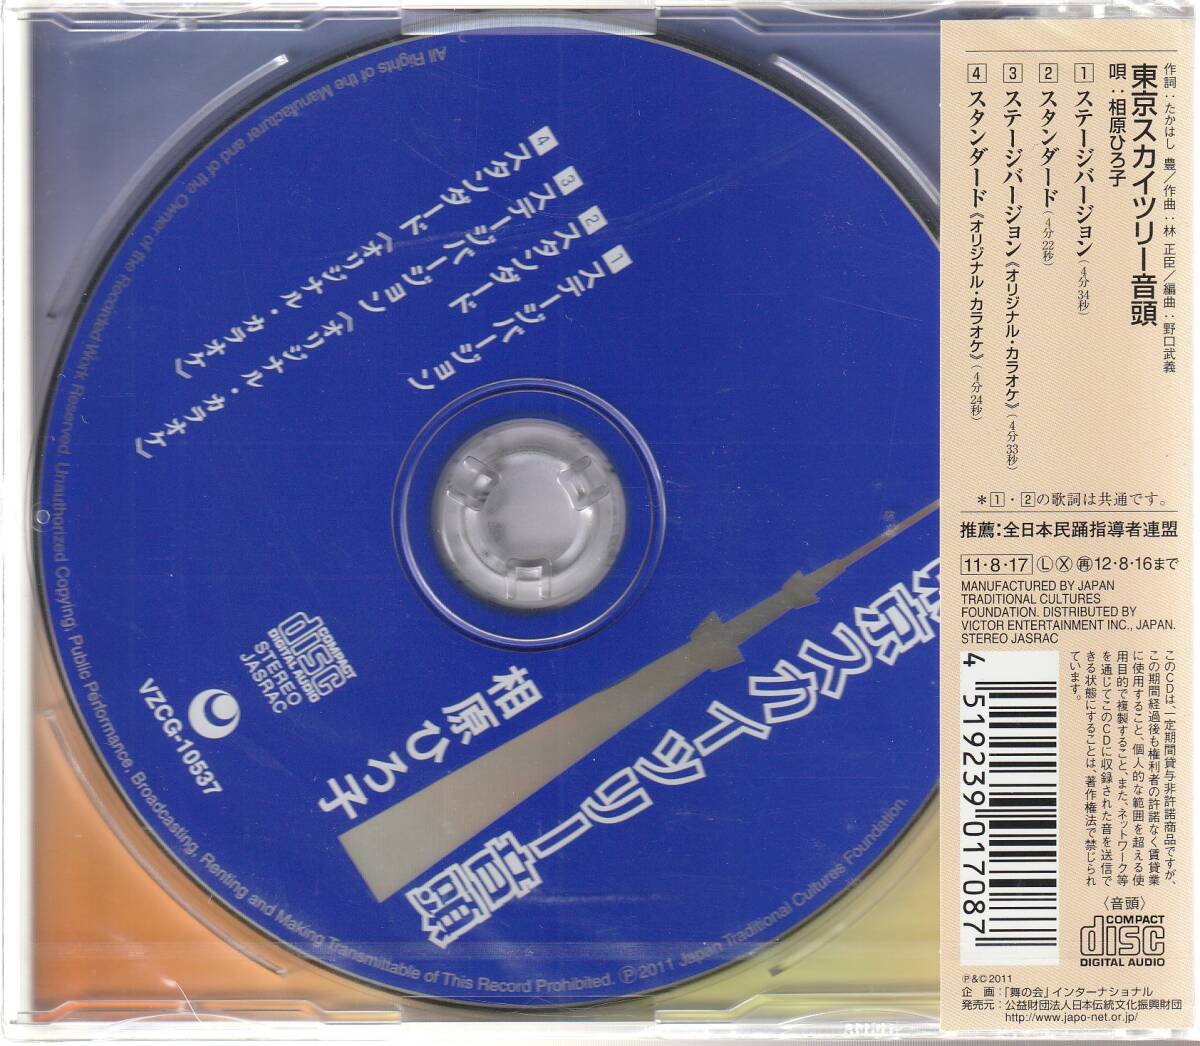 作詞：たかはし 豊／作曲：林 正臣／編曲：野口武義
東京スカイツリー音頭
唄：相原ひろ子
1 ステージバージョン（4分34秒）
2 スタンダード（4分22秒）
3 ステージバージョン《オリジナル・カラオケ》（4分33秒）
4 スタンダード《オリジナル・カラオケ》（4分24秒）
＊1・2の歌詞は共通です。
推薦：全日本民踊指導者連盟
11・8・17 Ⓛ Ⓧ 再12・8・16まで
MANUFACTURED BY JAPAN
TRADITIONAL CULTURES
FOUNDATION. DISTRIBUTED BY
VICTOR ENTERTAINMENT INC., JAPAN.
STEREO JASRAC
このCDは、一定期間貸与非許諾商品ですが、
この期間経過後も権利者の許諾なく賃貸業
に使用すること、個人的な範囲を超える使
用目的で複製すること、また、ネットワーク等
を通じてこのCDに収録された音を送信で
きる状態にすることは、著作権法で禁じられ
ています。
4 519239 017087
〈音頭〉
COMPACT
disc
DIGITAL AUDIO
Ⓟ&©2011
企 画：「舞の会」インターナショナル
発売元：公益財団法人日本伝統文化振興財団
http://www.japo-net.or.jp/
1 ステージバージョン
2 スタンダード
3 ステージバージョン《オリジナル・カラオケ》
4 スタンダード《オリジナル・カラオケ》
京スカイツリー音頭
相原ひろ子
COMPACT
disc
DIGITAL AUDIO
STEREO
JASRAC
VZCG-10537
All Rights of the Manufacturer and of the Owner of the Recorded Work Reserved. Unauthorized Copying, Public Performance, Broadcasting, Renting and Making Transmittable of This Record Prohibited. Ⓟ 2011 Japan Traditional Cultures Foundation.